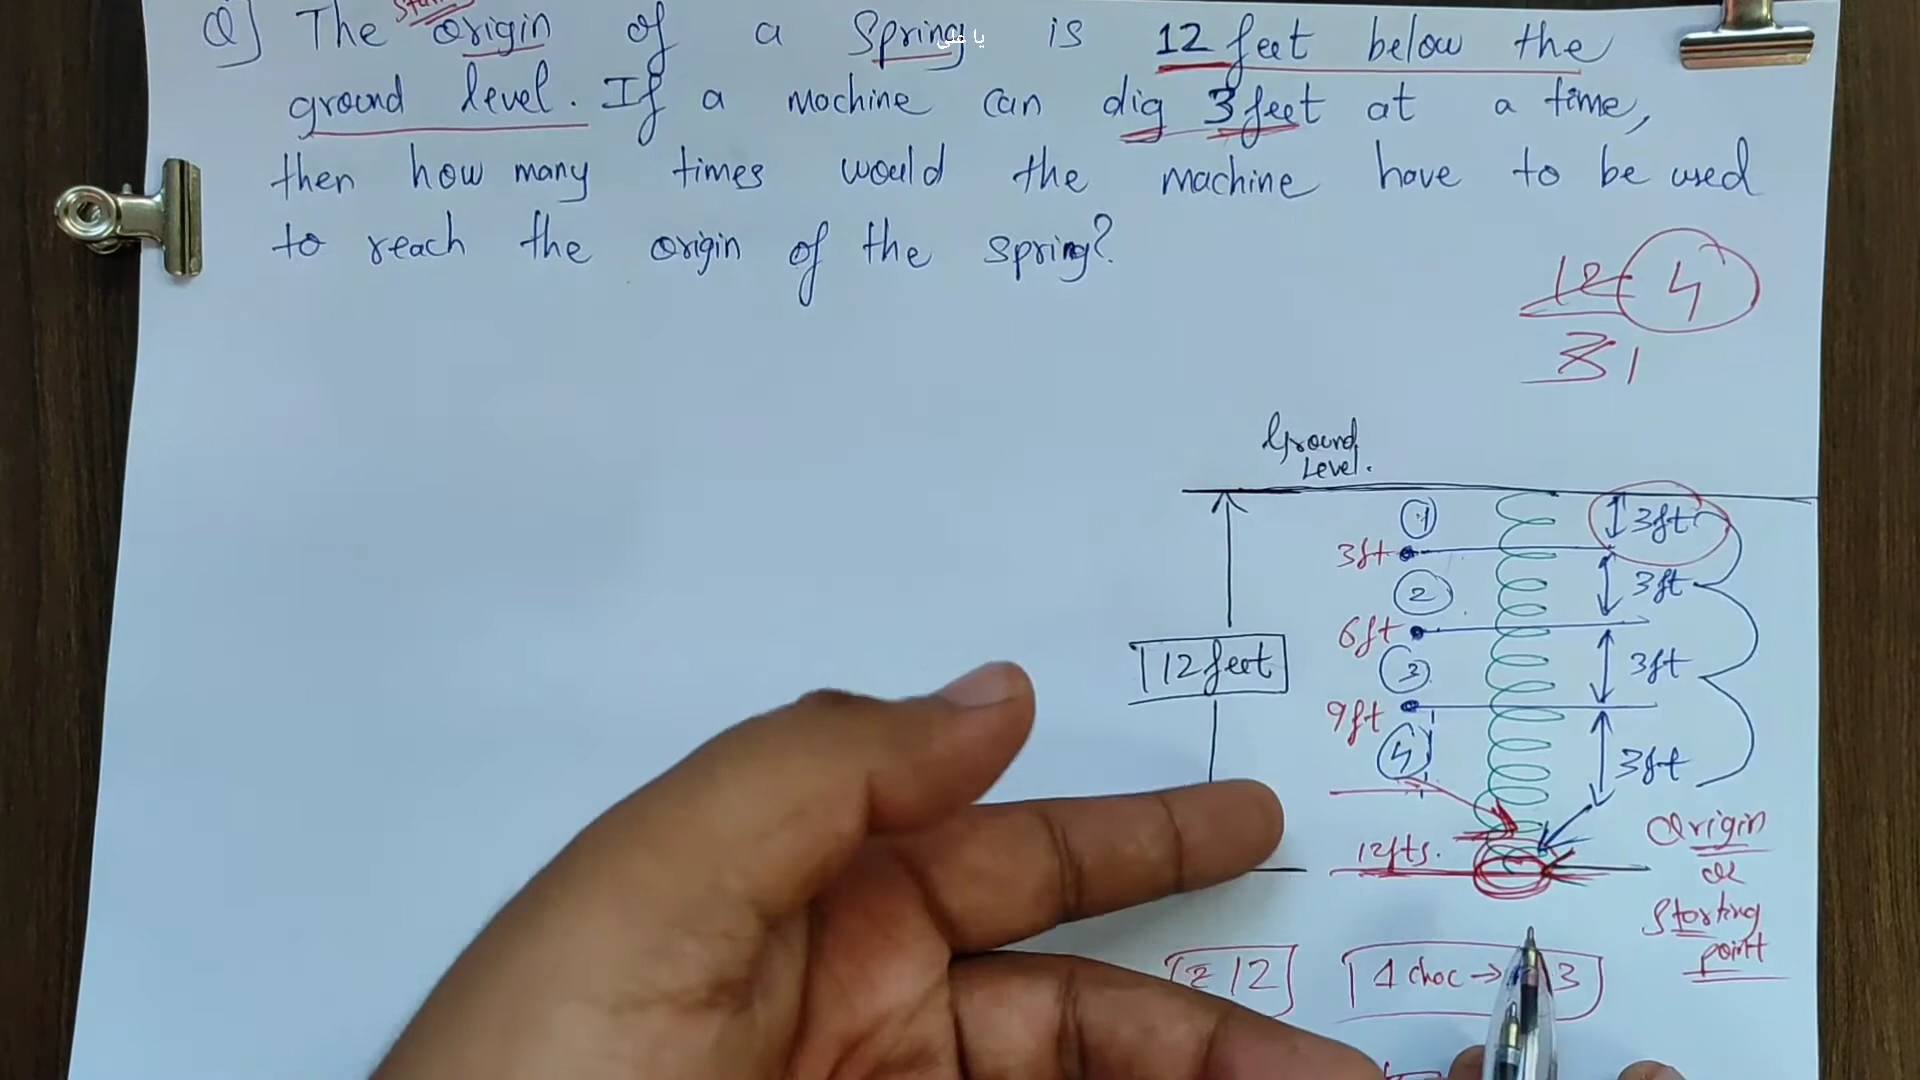 Q] The origin of a spring is 12 feet below the
ground level. If a machine can dig 3 feet at a time,
then how many times would the machine have to be used
to reach the origin of the spring?
يا علي
12 4
3 1
Ground
Level.
1
3ft
3ft
2
3ft
6ft
3
3ft
12 feet
9ft
4
3ft
12fts.
Origin
or
Starting
point
12
1 choc → 3